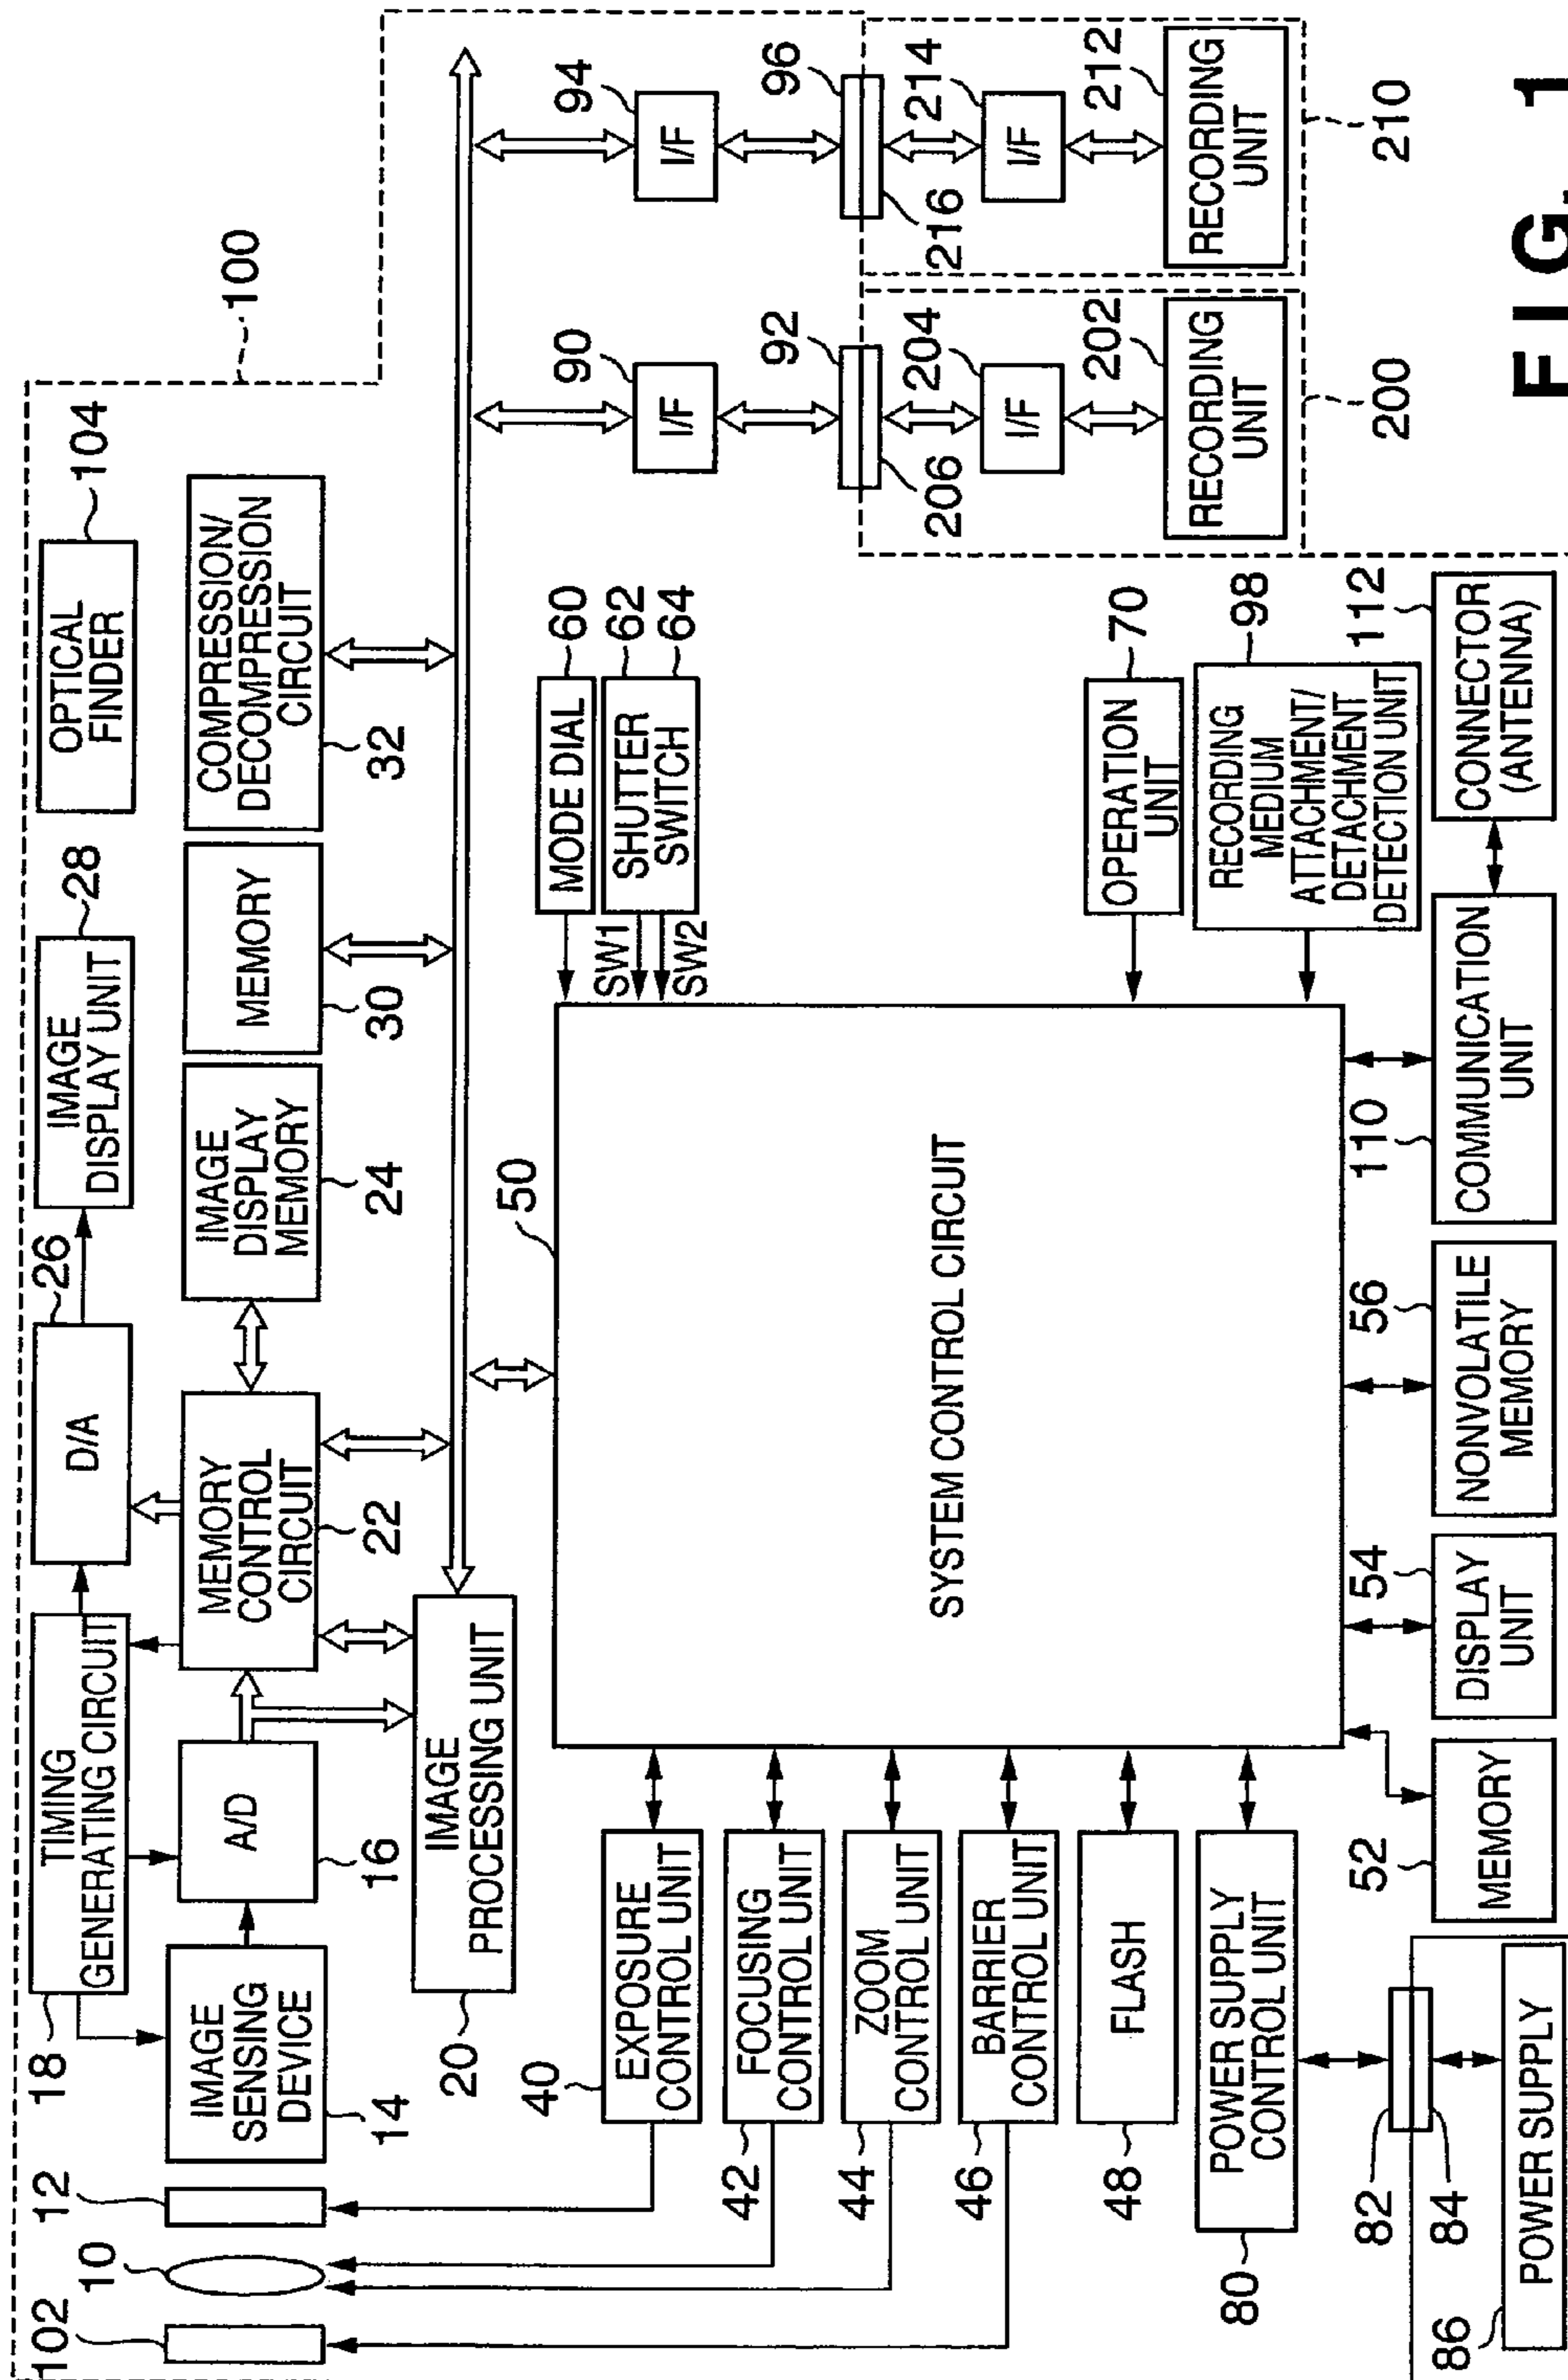 102
10
12
18
TIMING
GENERATING CIRCUIT
26
D/A
IMAGE
DISPLAY UNIT
28
OPTICAL
FINDER
104
100
IMAGE
SENSING
DEVICE
14
A/D
16
MEMORY
CONTROL
CIRCUIT
22
IMAGE
DISPLAY
MEMORY
24
MEMORY
30
COMPRESSION/
DECOMPRESSION
CIRCUIT
32
20
IMAGE
PROCESSING UNIT
40
EXPOSURE
CONTROL UNIT
42
FOCUSING
CONTROL UNIT
44
ZOOM
CONTROL UNIT
46
BARRIER
CONTROL UNIT
48
FLASH
80
POWER SUPPLY
CONTROL UNIT
82
84
86
POWER SUPPLY
50
SYSTEM CONTROL CIRCUIT
SW1
SW2
MODE DIAL
60
SHUTTER
SWITCH
62
64
OPERATION
UNIT
70
RECORDING
MEDIUM
ATTACHMENT/
DETACHMENT
DETECTION UNIT
98
52
MEMORY
54
DISPLAY
UNIT
56
NONVOLATILE
MEMORY
110
COMMUNICATION
UNIT
112
CONNECTOR
(ANTENNA)
90
I/F
92
206
204
I/F
202
RECORDING
UNIT
200
94
I/F
96
216
214
I/F
212
RECORDING
UNIT
210
FIG. 1